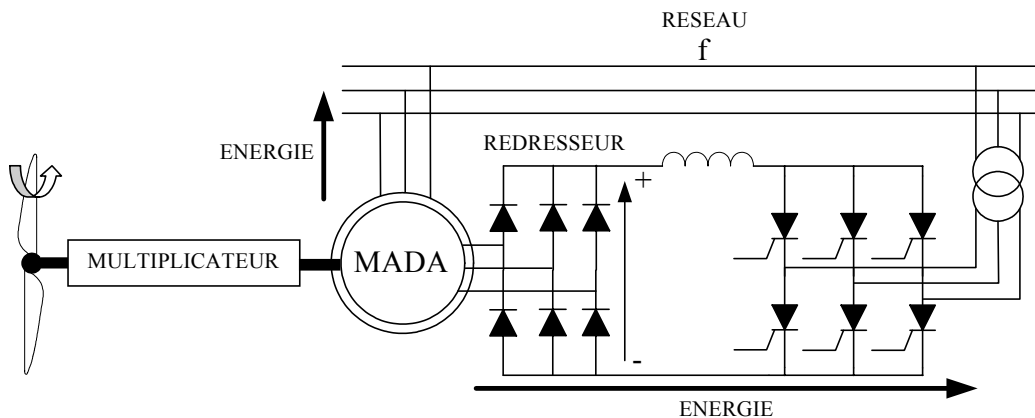 RESEAU
f
ENERGIE
REDRESSEUR
+
MULTIPLICATEUR
MADA
-
ENERGIE